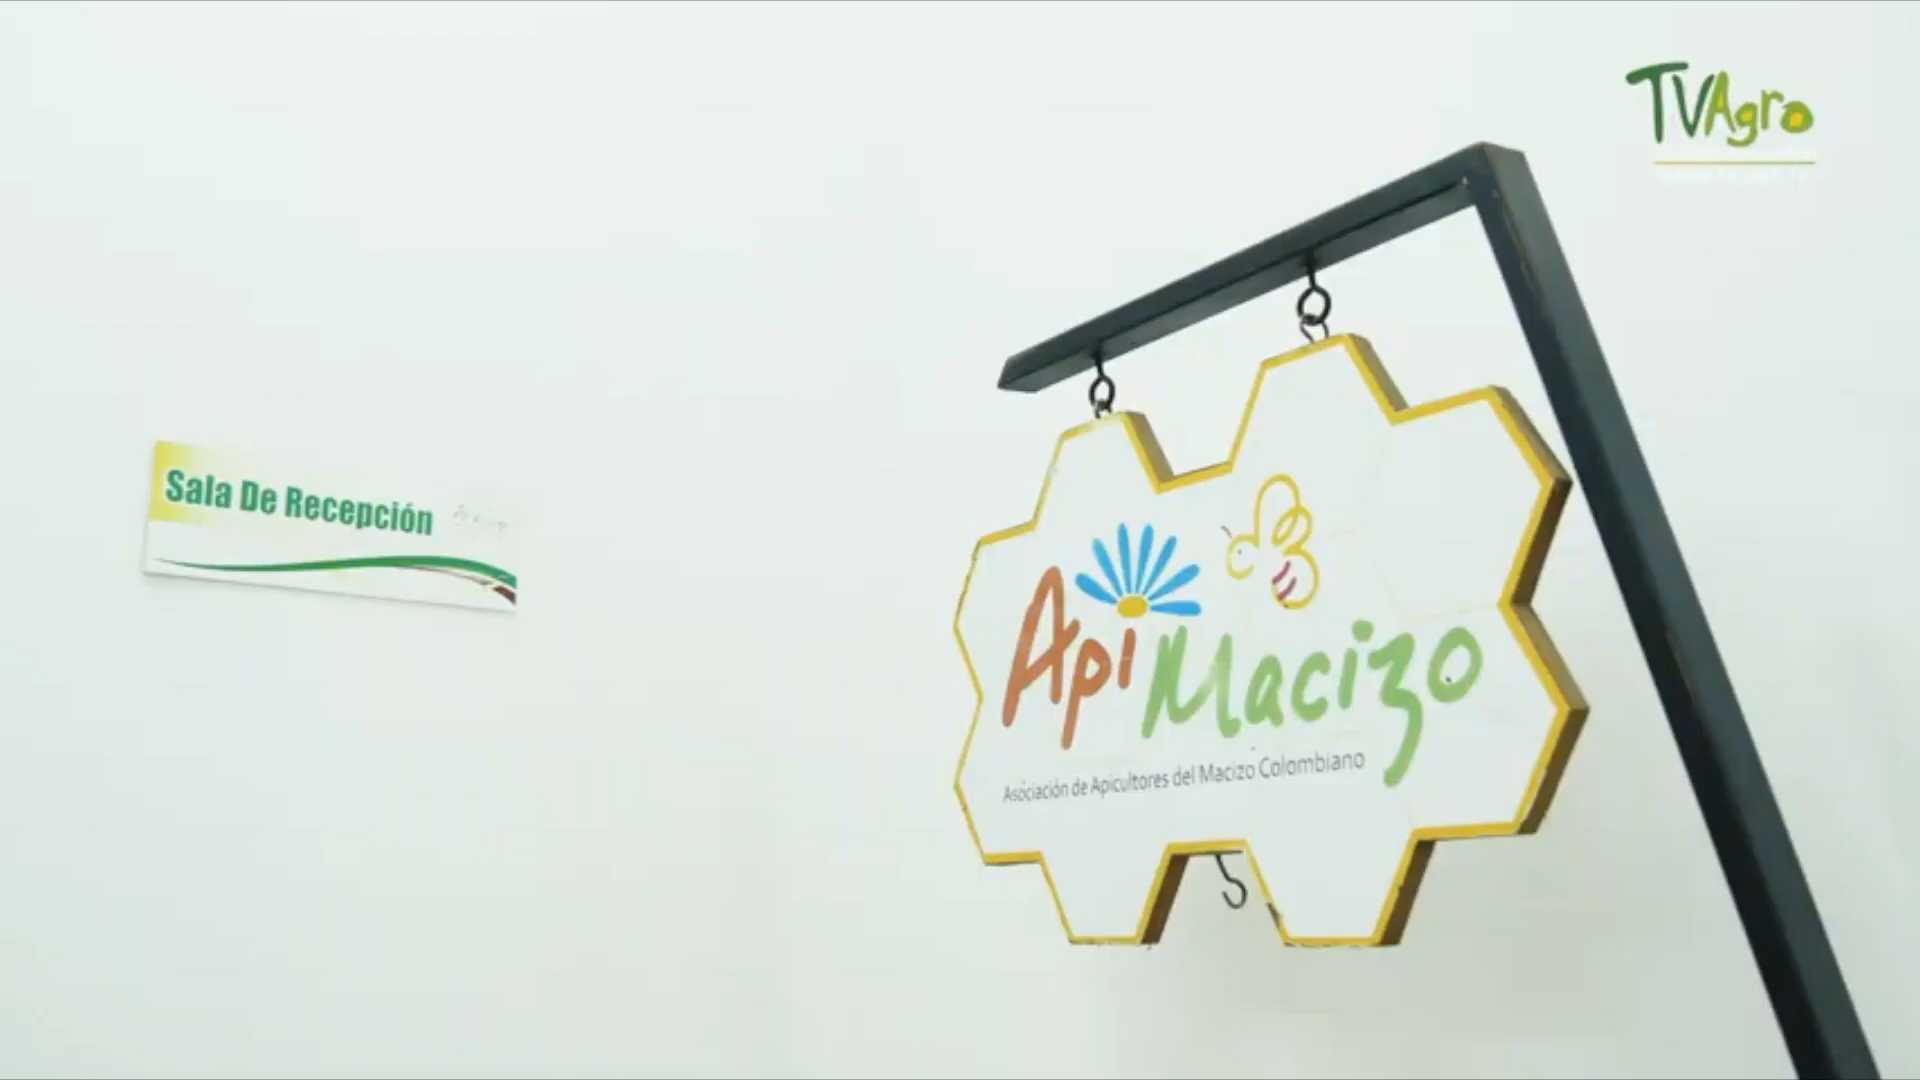 TVAgro
Sala De Recepción
Api Macizo
Asociación de Apicultores del Macizo Colombiano